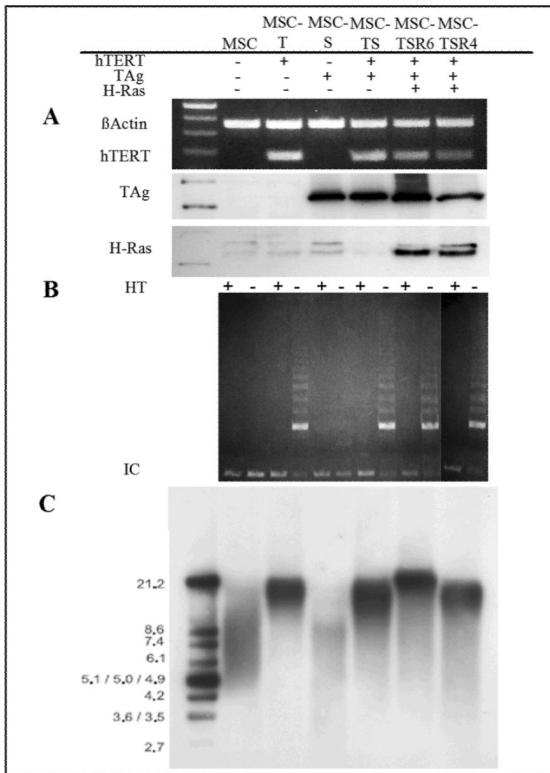 MSC MSC-T MSC-S MSC-TS MSC-TSR6 MSC-TSR4
hTERT - + - + + +
TAg - - + + + +
H-Ras - - - - + +
A
ßActin
hTERT
TAg
H-Ras
B
HT + - + - + - + - + - + -
IC
C
21.2
8.6
7.4
6.1
5.1 / 5.0 / 4.9
4.2
3.6 / 3.5
2.7